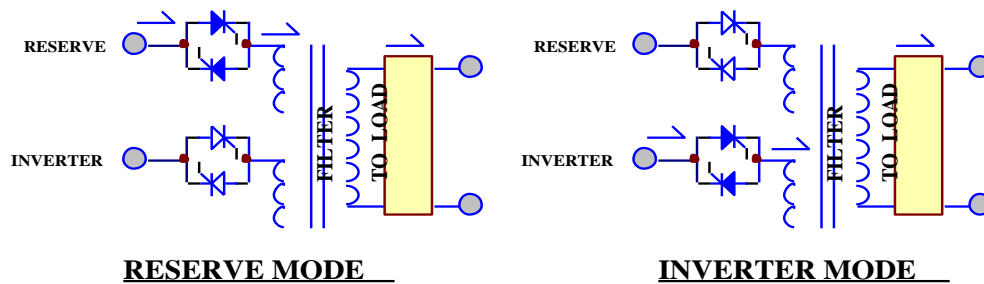 RESERVE
INVERTER
FILTER
TO LOAD
RESERVE MODE
RESERVE
INVERTER
FILTER
TO LOAD
INVERTER MODE